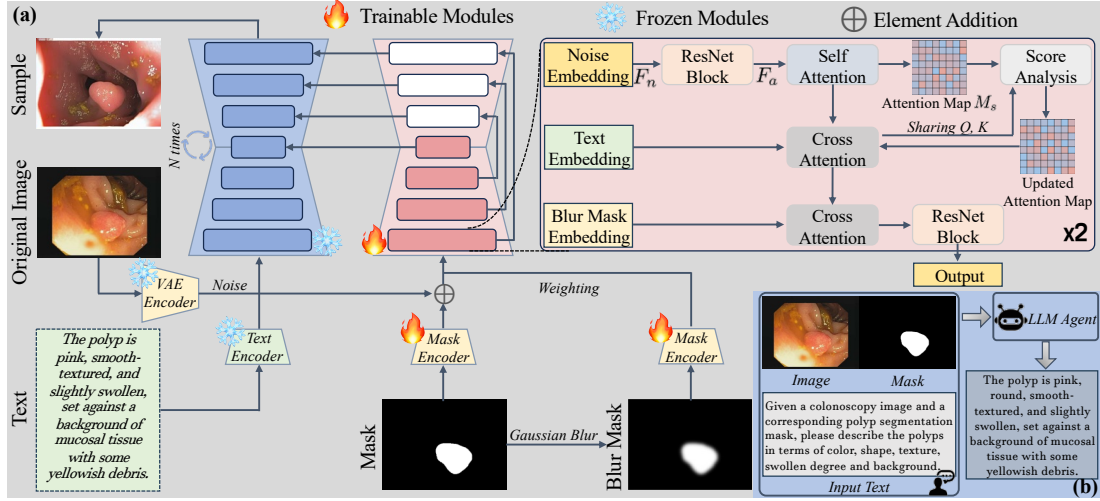 (a)
Trainable Modules
Frozen Modules
Element Addition
Sample
Original Image
Text
N times
Noise
Embedding
F_n
ResNet
Block
F_a
Self
Attention
Attention Map M_s
Score
Analysis
Sharing Q, K
Updated
Attention Map
Text
Embedding
Cross
Attention
Blur Mask
Embedding
Cross
Attention
ResNet
Block
x2
Output
VAE
Encoder
Noise
Text
Encoder
Mask
Encoder
Weighting
Mask
Encoder
The polyp is
pink, smooth-
textured, and
slightly swollen,
set against a
background of
mucosal tissue
with some
yellowish debris.
Mask
Gaussian Blur
Blur Mask
Image
Mask
LLM Agent
Given a colonoscopy image and a
corresponding polyp segmentation
mask, please describe the polyps
in terms of color, shape, texture,
swollen degree and background.
Input Text
The polyp is pink,
round, smooth-
textured, and slightly
swollen, set against a
background of mucosal
tissue with some
yellowish debris.
(b)